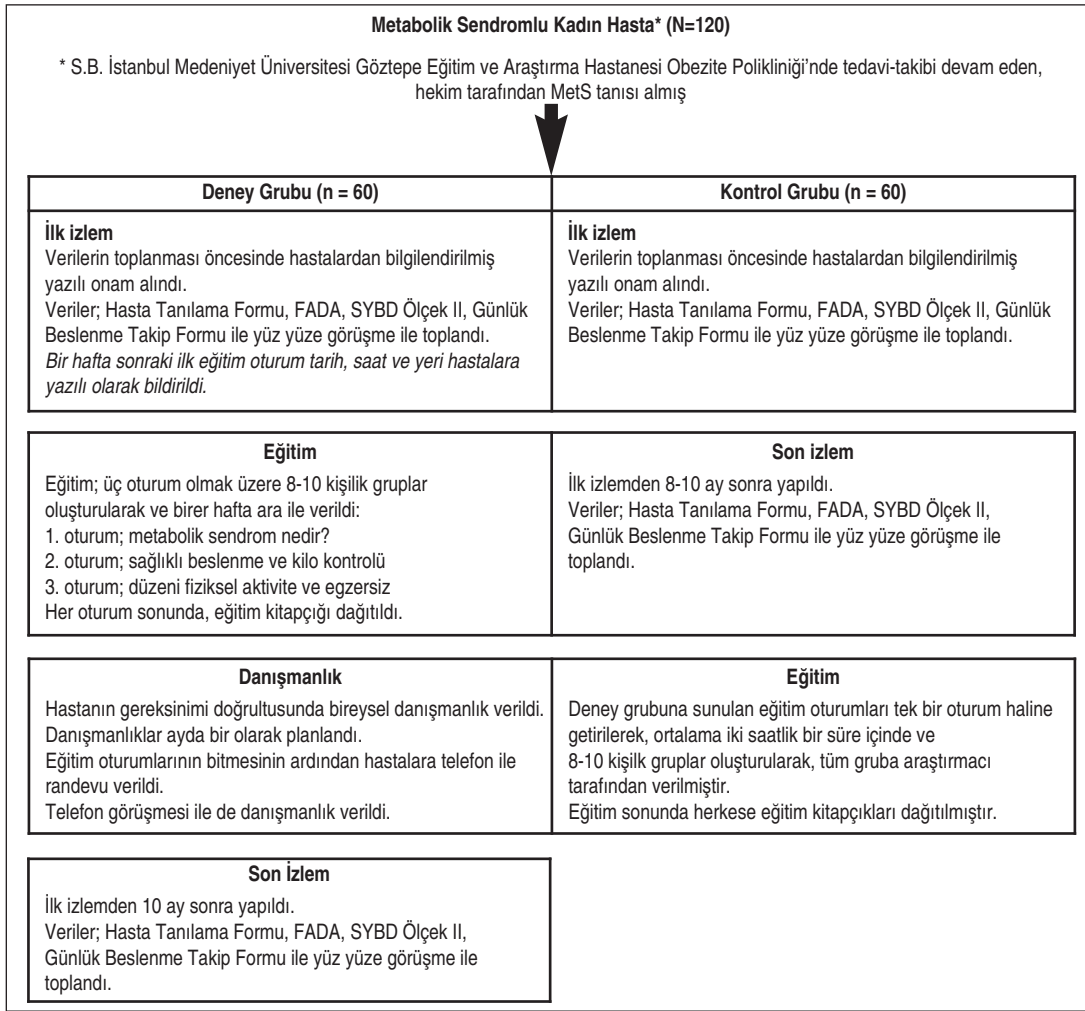 Metabolik Sendromlu Kadın Hasta* (N=120)
* S.B. İstanbul Medeniyet Üniversitesi Göztepe Eğitim ve Araştırma Hastanesi Obezite Polikliniği'nde tedavi-takibi devam eden,
hekim tarafından MetS tanısı almış
Deney Grubu (n = 60)
İlk izlem
Verilerin toplanması öncesinde hastalardan bilgilendirilmiş
yazılı onam alındı.
Veriler; Hasta Tanılama Formu, FADA, SYBD Ölçek II, Günlük
Beslenme Takip Formu ile yüz yüze görüşme ile toplandı.
Bir hafta sonraki ilk eğitim oturum tarih, saat ve yeri hastalara
yazılı olarak bildirildi.
Kontrol Grubu (n = 60)
İlk izlem
Verilerin toplanması öncesinde hastalardan bilgilendirilmiş
yazılı onam alındı.
Veriler; Hasta Tanılama Formu, FADA, SYBD Ölçek II, Günlük
Beslenme Takip Formu ile yüz yüze görüşme ile toplandı.
Eğitim
Eğitim; üç oturum olmak üzere 8-10 kişilik gruplar
oluşturularak ve birer hafta ara ile verildi:
1. oturum; metabolik sendrom nedir?
2. oturum; sağlıklı beslenme ve kilo kontrolü
3. oturum; düzeni fiziksel aktivite ve egzersiz
Her oturum sonunda, eğitim kitapçığı dağıtıldı.
Son izlem
İlk izlemden 8-10 ay sonra yapıldı.
Veriler; Hasta Tanılama Formu, FADA, SYBD Ölçek II,
Günlük Beslenme Takip Formu ile yüz yüze görüşme ile
toplandı.
Danışmanlık
Hastanın gereksinimi doğrultusunda bireysel danışmanlık verildi.
Danışmanlıklar ayda bir olarak planlandı.
Eğitim oturumlarının bitmesinin ardından hastalara telefon ile
randevu verildi.
Telefon görüşmesi ile de danışmanlık verildi.
Eğitim
Deney grubuna sunulan eğitim oturumları tek bir oturum haline
getirilerek, ortalama iki saatlik bir süre içinde ve
8-10 kişilk gruplar oluşturularak, tüm gruba araştırmacı
tarafından verilmiştir.
Eğitim sonunda herkese eğitim kitapçıkları dağıtılmıştır.
Son İzlem
İlk izlemden 10 ay sonra yapıldı.
Veriler; Hasta Tanılama Formu, FADA, SYBD Ölçek II,
Günlük Beslenme Takip Formu ile yüz yüze görüşme ile
toplandı.